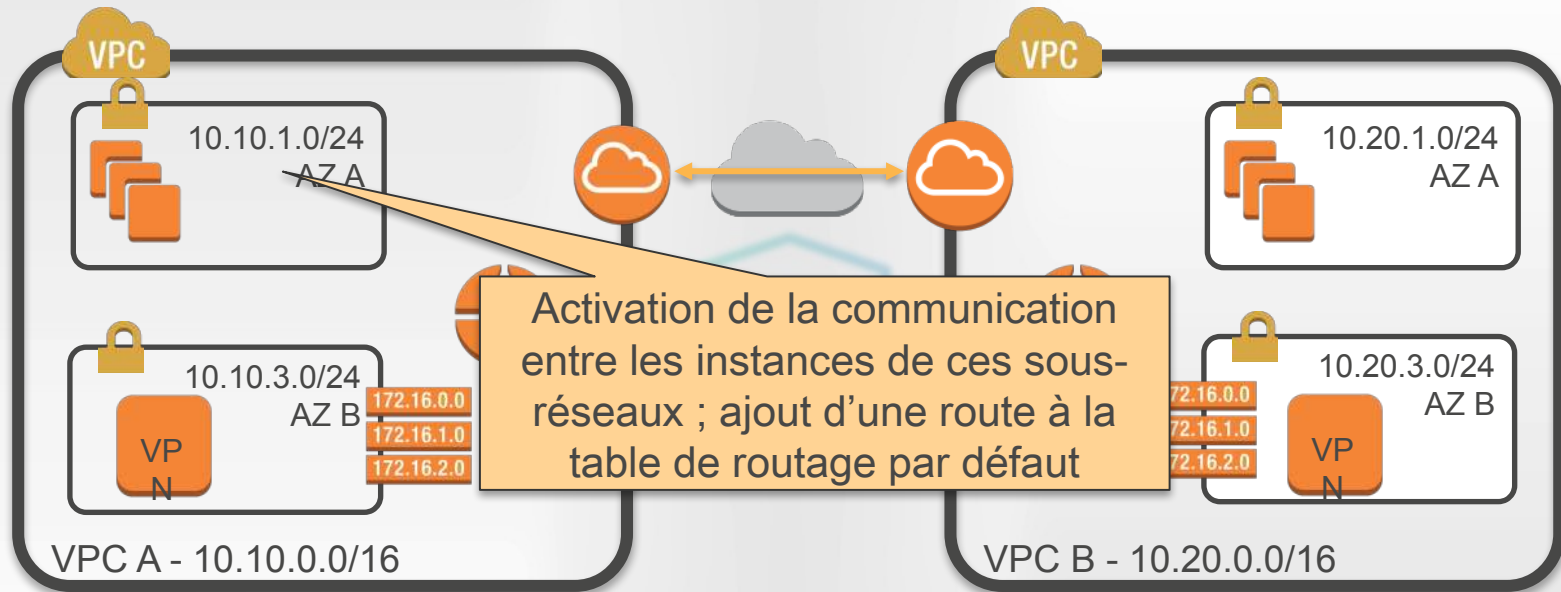 VPC
10.10.1.0/24
AZ A
10.10.3.0/24
AZ B
VP
N
172.16.0.0
172.16.1.0
172.16.2.0
VPC A - 10.10.0.0/16
Activation de la communication
entre les instances de ces sous-
réseaux ; ajout d’une route à la
table de routage par défaut
VPC
10.20.1.0/24
AZ A
72.16.0.0
72.16.1.0
72.16.2.0
10.20.3.0/24
AZ B
VP
N
VPC B - 10.20.0.0/16